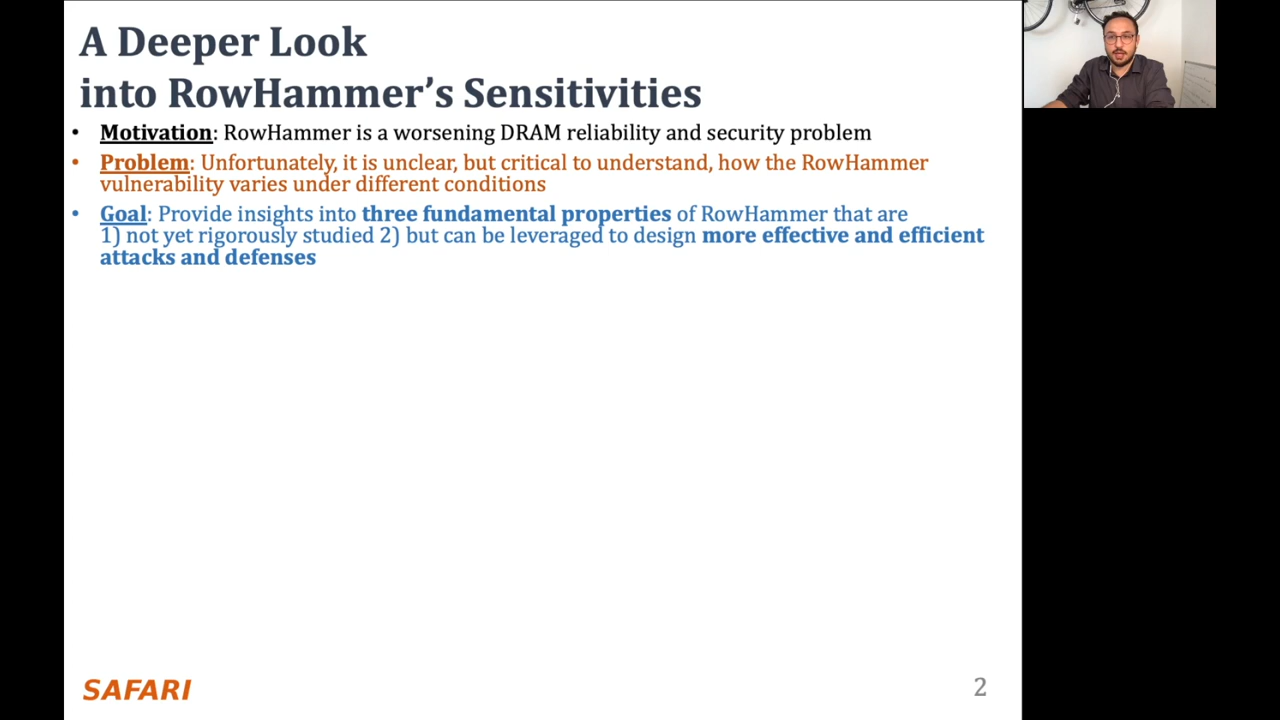 A Deeper Look
into RowHammer’s Sensitivities
• Motivation: RowHammer is a worsening DRAM reliability and security problem
• Problem: Unfortunately, it is unclear, but critical to understand, how the RowHammer
vulnerability varies under different conditions
• Goal: Provide insights into three fundamental properties of RowHammer that are
1) not yet rigorously studied 2) but can be leveraged to design more effective and efficient
attacks and defenses
SAFARI
2